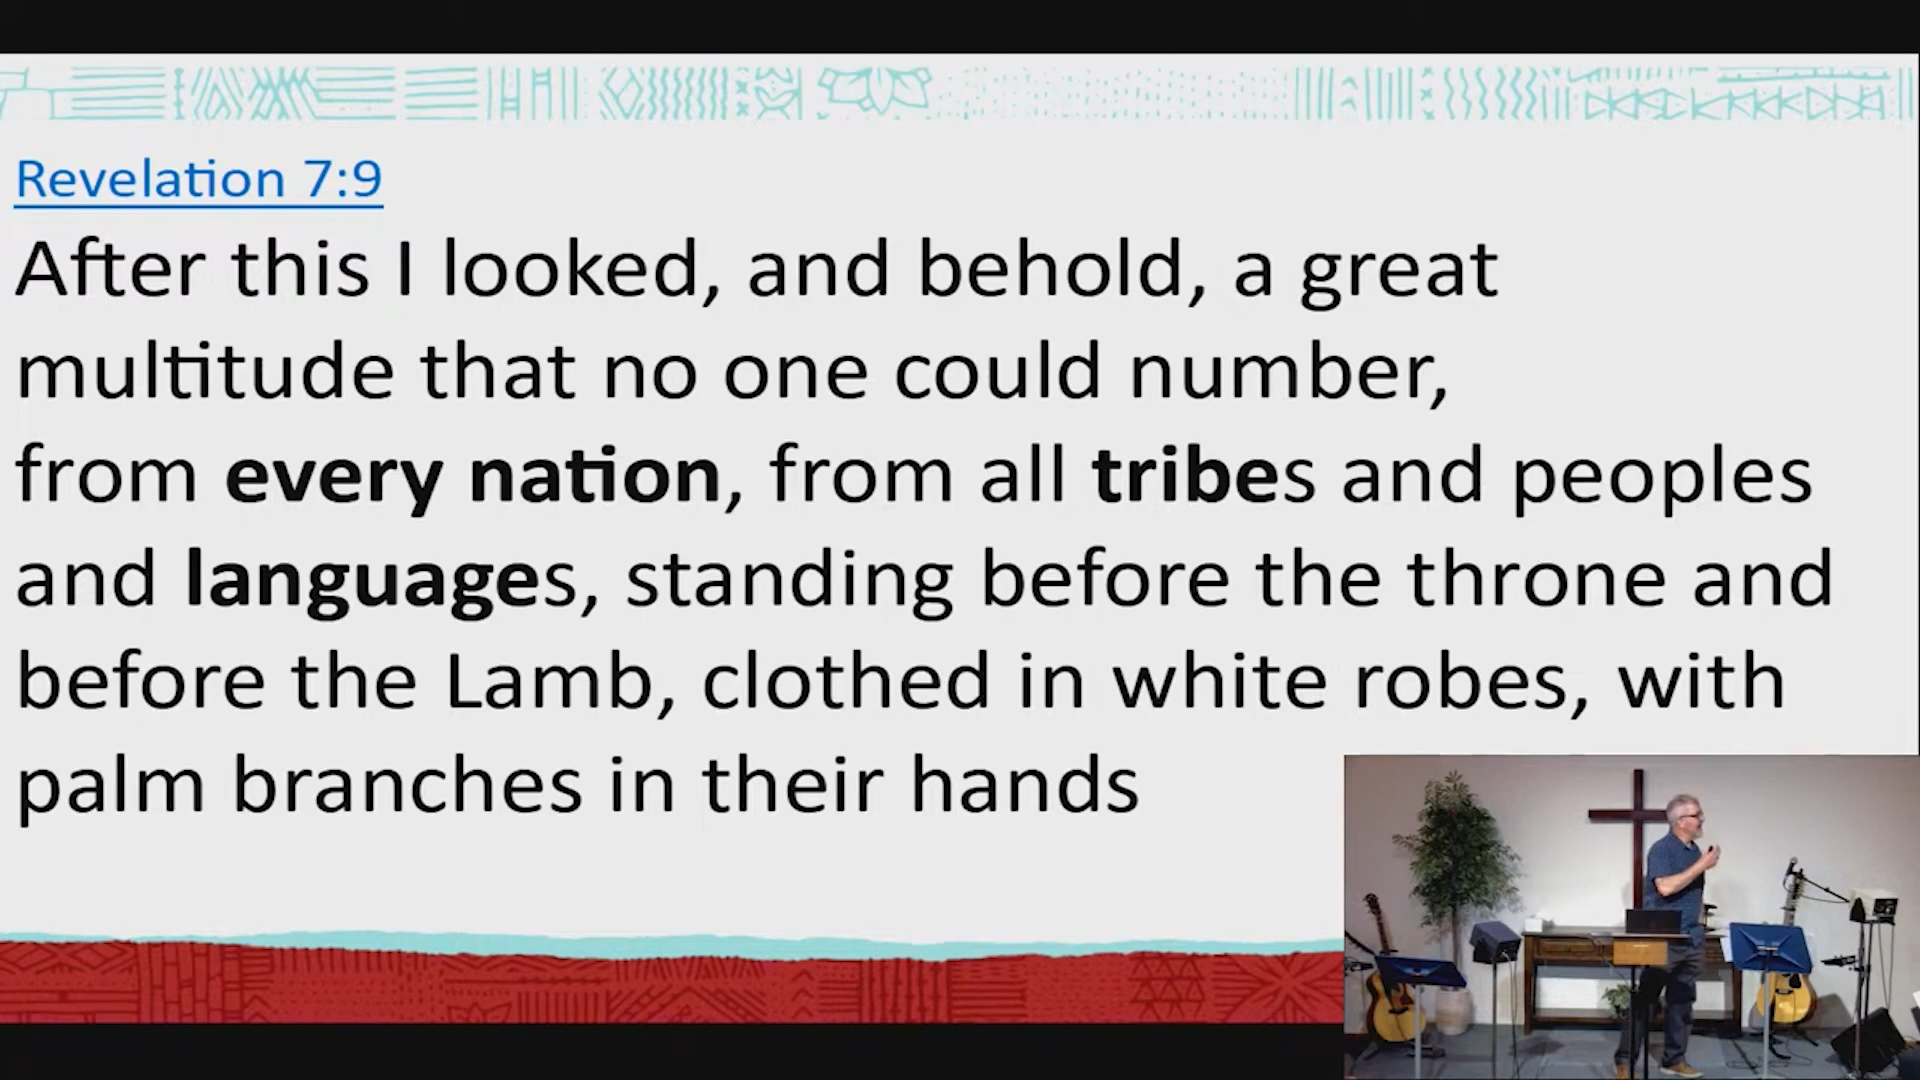 Revelation 7:9
After this I looked, and behold, a great
multitude that no one could number,
from every nation, from all tribes and peoples
and languages, standing before the throne and
before the Lamb, clothed in white robes, with
palm branches in their hands